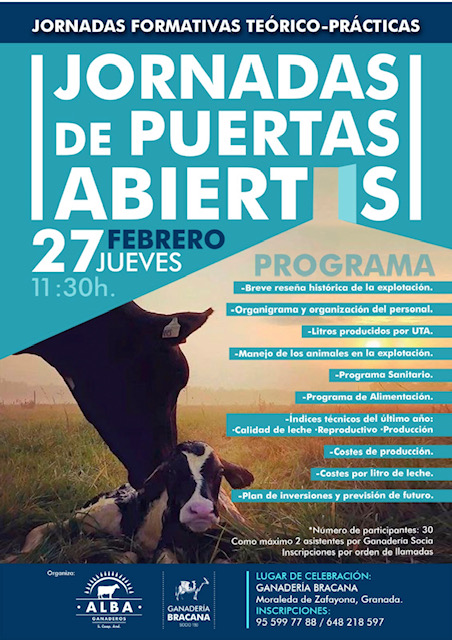 JORNADAS FORMATIVAS TEÓRICO-PRÁCTICAS
JORNADAS
DE PUERTAS
ABIERTAS
27 FEBRERO
JUEVES
11:30h.
PROGRAMA
-Breve reseña histórica de la explotación.
-Organigrama y organización del personal.
-Litros producidos por UTA.
-Manejo de los animales en la explotación.
-Programa Sanitario.
-Programa de Alimentación.
-Índices técnicos del último año:
·Calidad de leche ·Reproductivo ·Producción
-Costes de producción.
-Costes por litro de leche.
-Plan de inversiones y previsión de futuro.
*Número de participantes: 30
Como máximo 2 asistentes por Ganadería Socia
Inscripciones por orden de llamadas
Organiza:
ALBA
GANADEROS
S. Coop. And.
GANADERÍA
BRACANA
LUGAR DE CELEBRACIÓN:
GANADERÍA BRACANA
Moraleda de Zafayona, Granada.
INSCRIPCIONES:
95 599 77 88 / 648 218 597